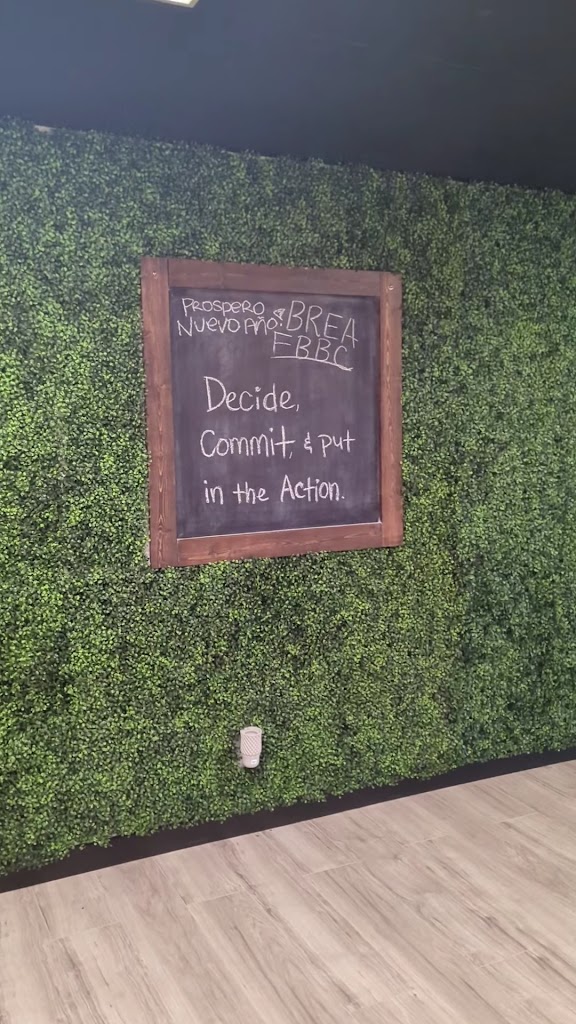 PROSPERO
NUEVO AÑO!
& BREA
FBBC
Decide,
Commit, & put
in the Action.